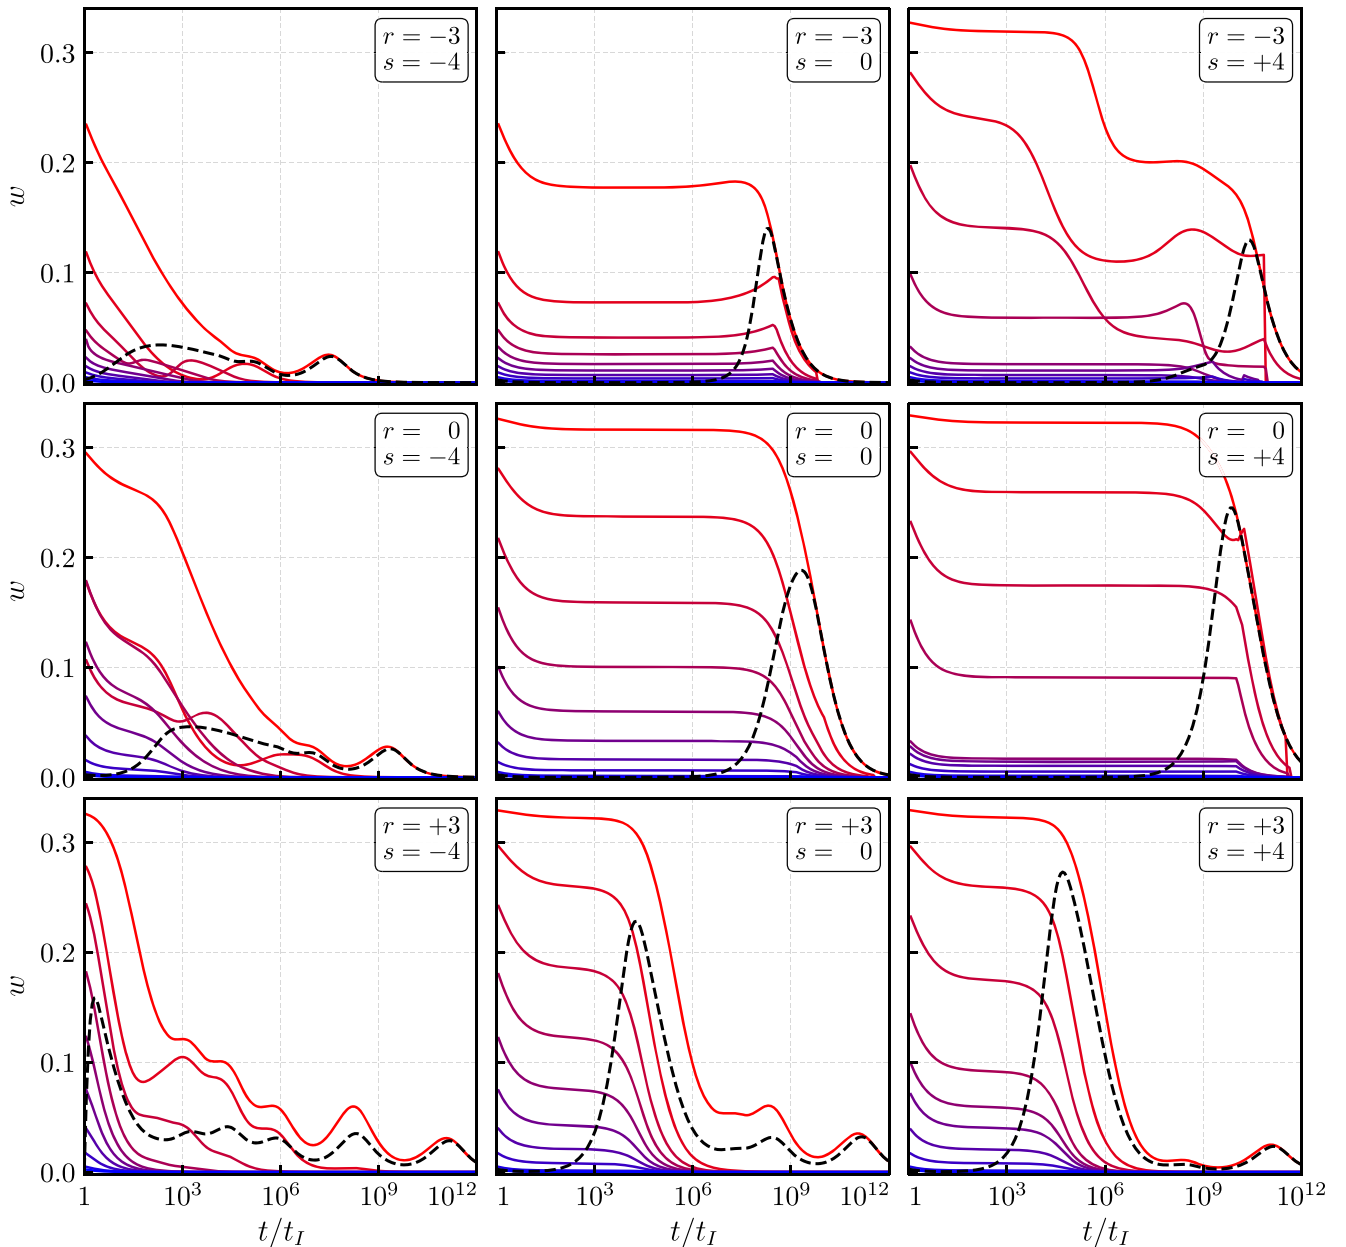 r = −3
s = −4
r = −3
s = 0
r = −3
s = +4
0.3
0.2
0.1
0.0
w
r = 0
s = −4
r = 0
s = 0
r = 0
s = +4
0.3
0.2
0.1
0.0
w
r = +3
s = −4
r = +3
s = 0
r = +3
s = +4
0.3
0.2
0.1
0.0
w
1 10³ 10⁶ 10⁹ 10¹²
1 10³ 10⁶ 10⁹
1 10³ 10⁶ 10⁹ 10¹²
t/t_I
t/t_I
t/t_I